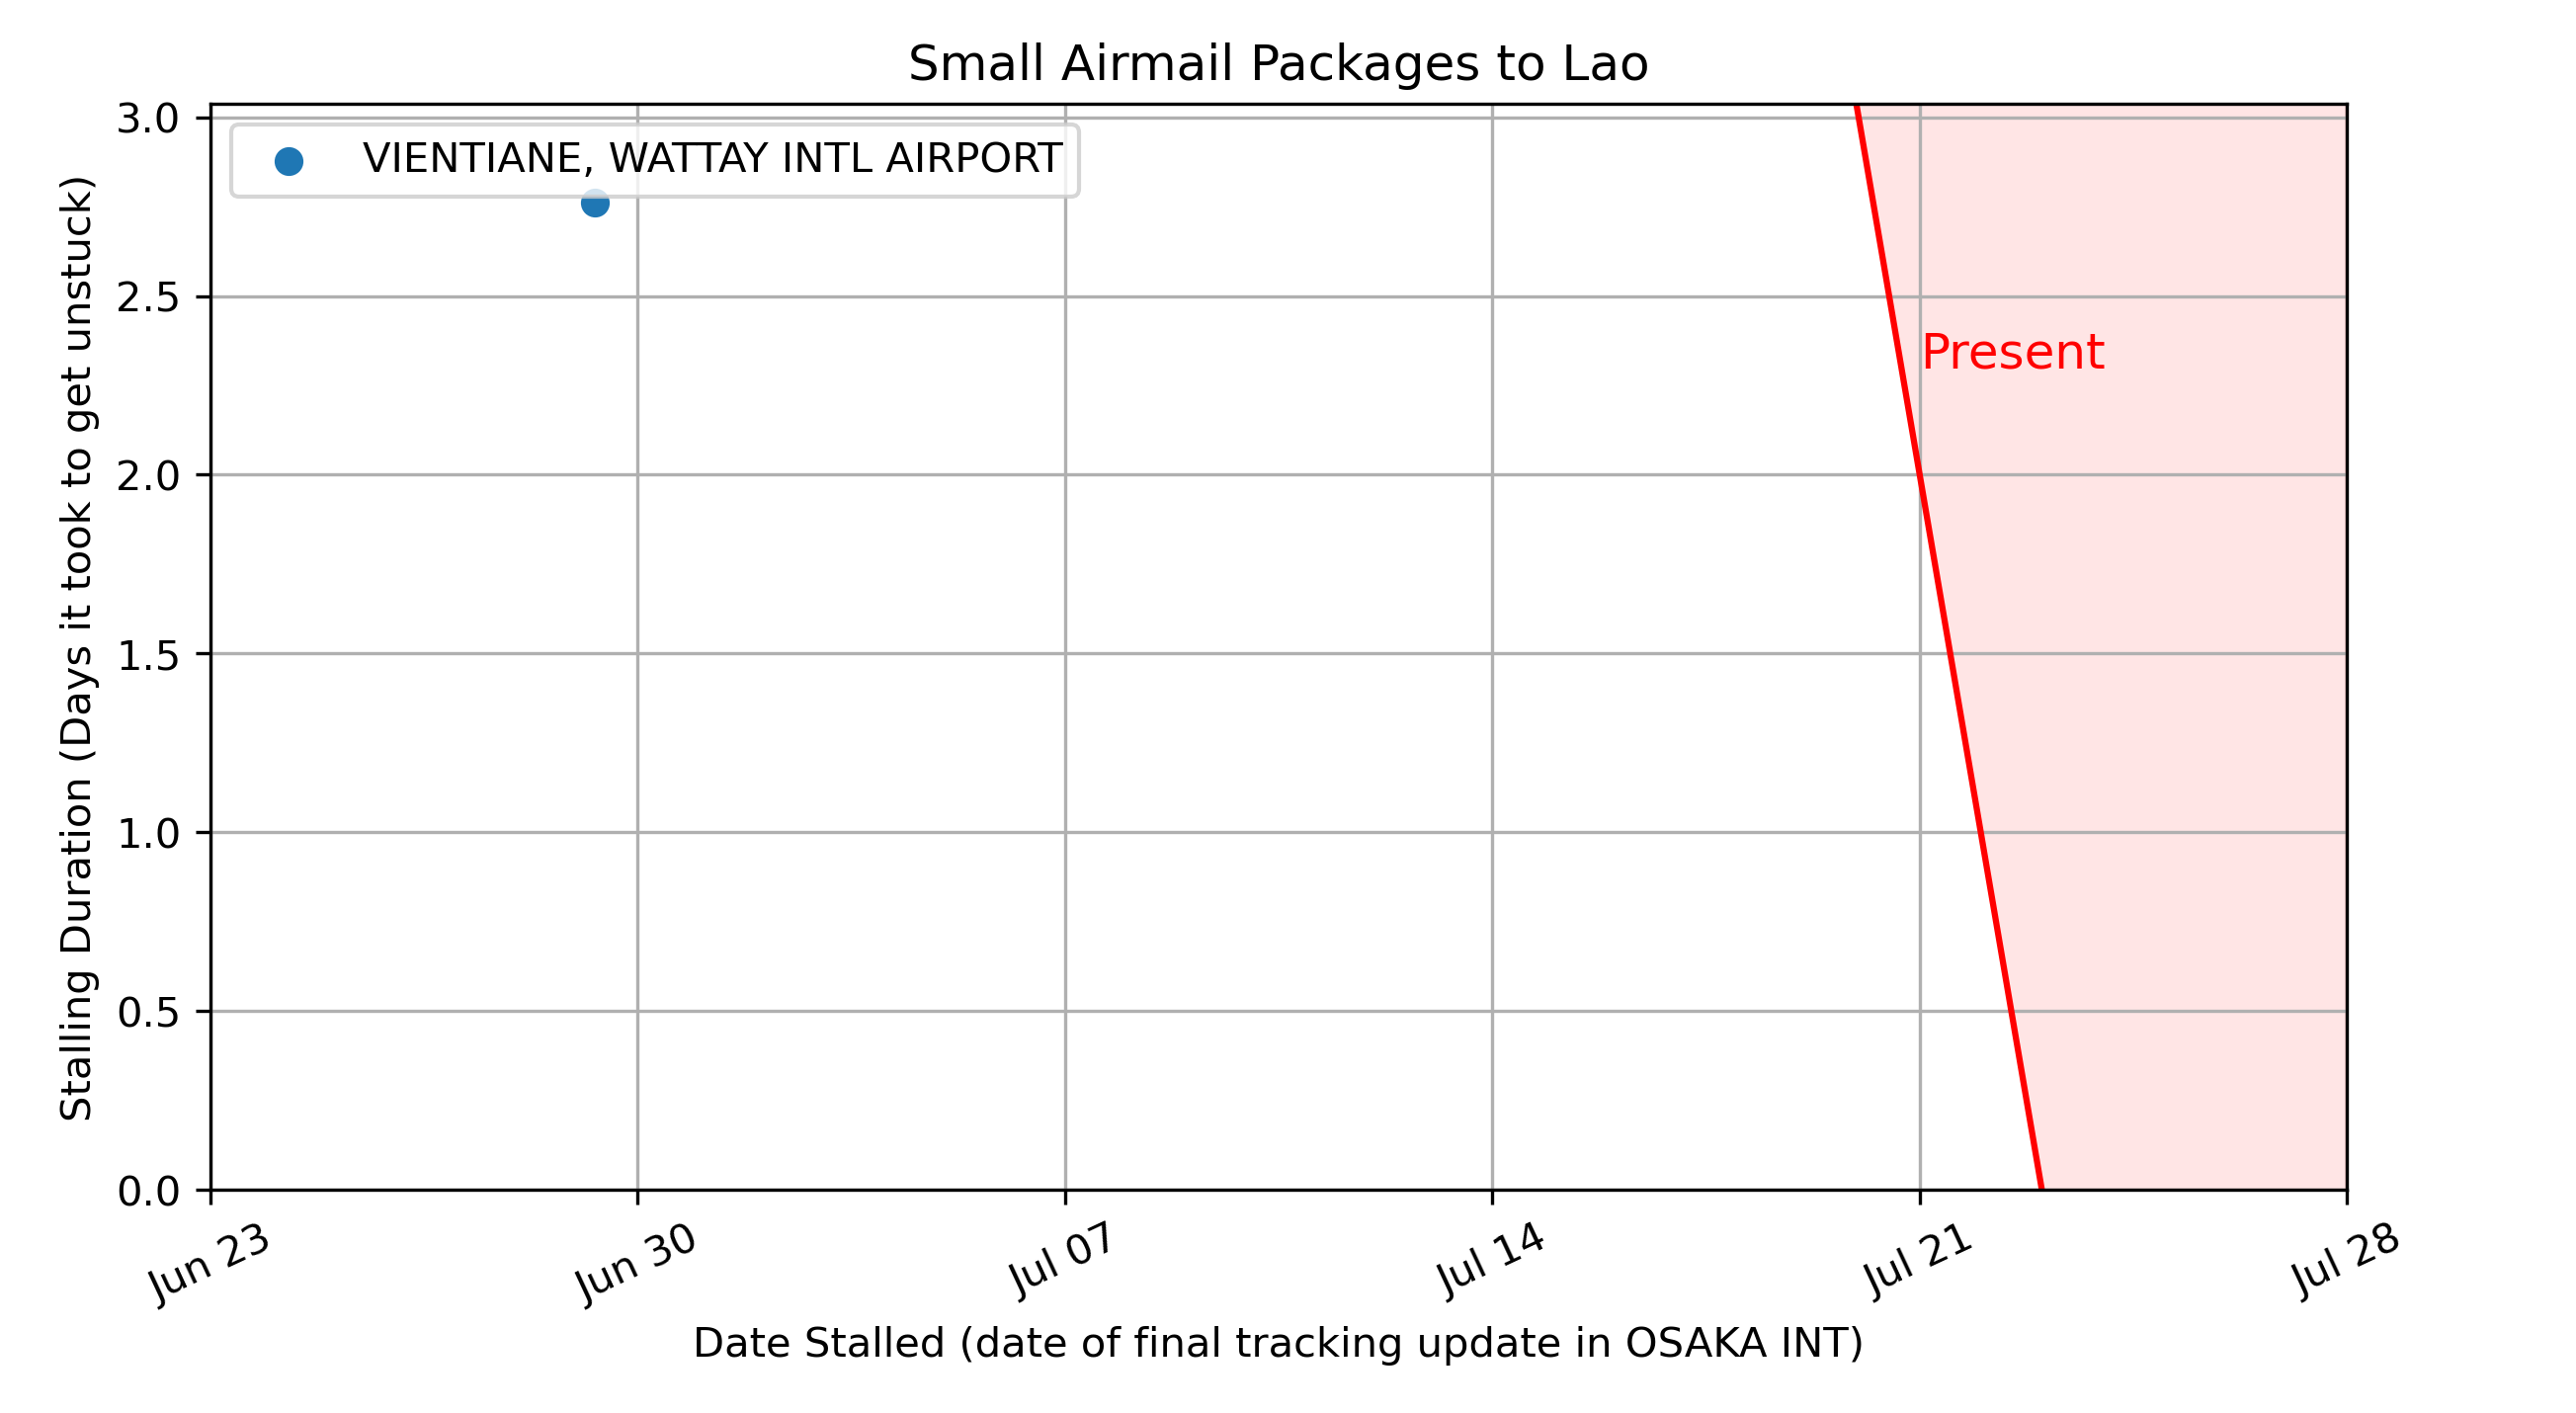 Small Airmail Packages to Lao
VIENTIANE, WATTAY INTL AIRPORT
Present
Stalling Duration (Days it took to get unstuck)
3.0
2.5
2.0
1.5
1.0
0.5
0.0
Jun 23
Jun 30
Jul 07
Jul 14
Jul 21
Jul 28
Date Stalled (date of final tracking update in OSAKA INT)